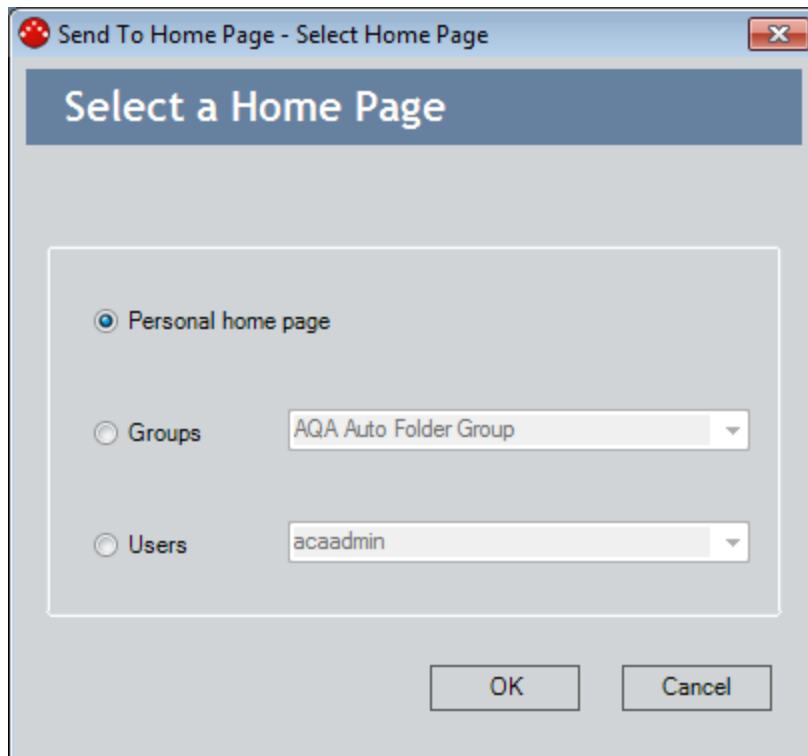 Send To Home Page - Select Home Page
Select a Home Page
Personal home page
Groups AQA Auto Folder Group
Users acaadmin
OK Cancel